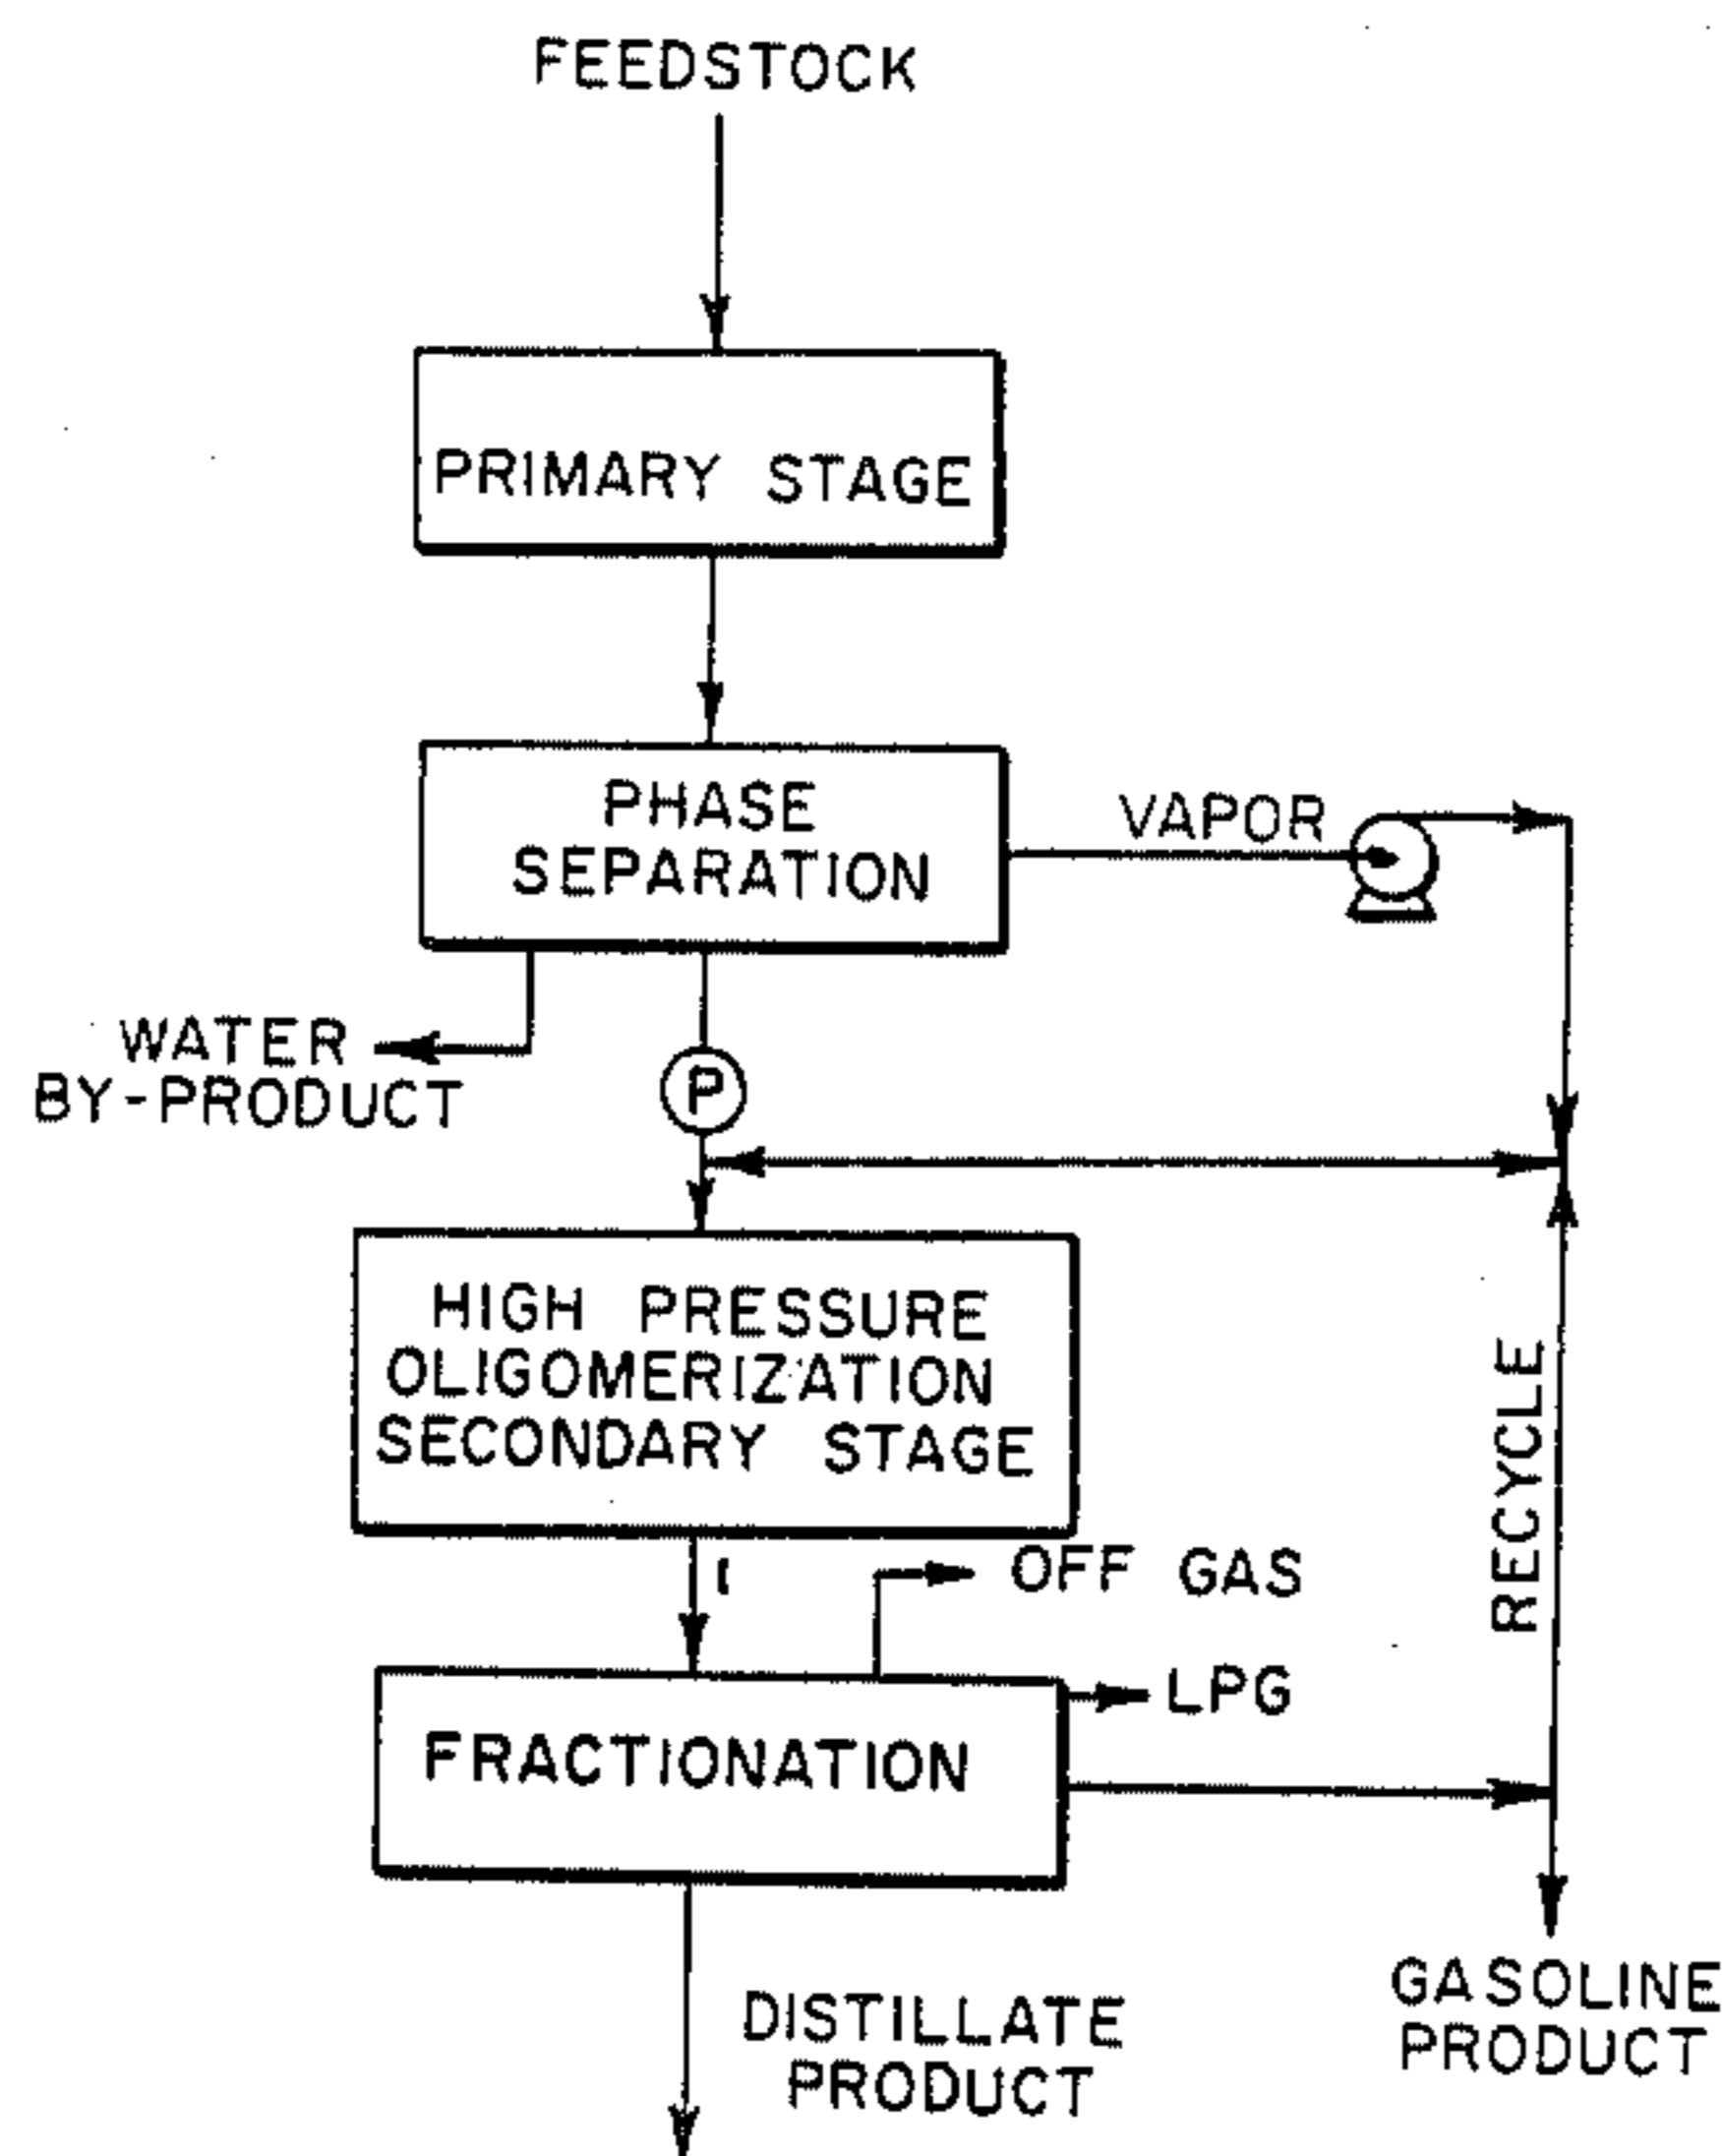 FEEDSTOCK
PRIMARY STAGE
PHASE
SEPARATION
VAPOR
WATER
BY-PRODUCT
P
HIGH PRESSURE
OLIGOMERIZATION
SECONDARY STAGE
RECYCLE
OFF GAS
LPG
FRACTIONATION
DISTILLATE
PRODUCT
GASOLINE
PRODUCT